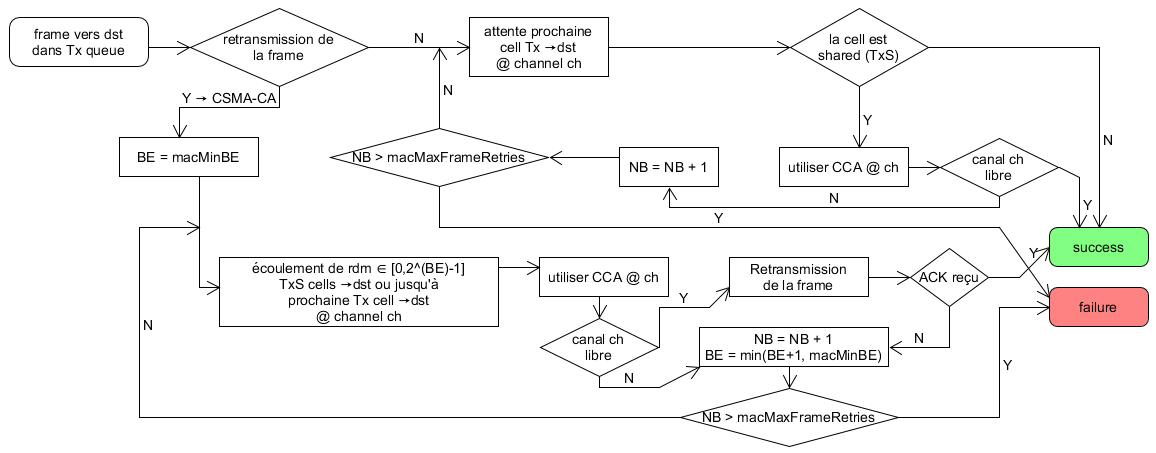 frame vers dst
dans Tx queue
retransmission de
la frame
N
attente prochaine
cell Tx →dst
@ channel ch
la cell est
shared (TxS)
Y → CSMA-CA
N
Y
N
BE = macMinBE
NB > macMaxFrameRetries
NB = NB + 1
utiliser CCA @ ch
canal ch
libre
N
Y
Y
success
écoulement de rdm ∈ [0,2^(BE)-1]
TxS cells →dst ou jusqu'à
prochaine Tx cell →dst
@ channel ch
utiliser CCA @ ch
Retransmission
de la frame
ACK reçu
Y
Y
failure
N
canal ch
libre
NB = NB + 1
BE = min(BE+1, macMinBE)
N
N
Y
NB > macMaxFrameRetries